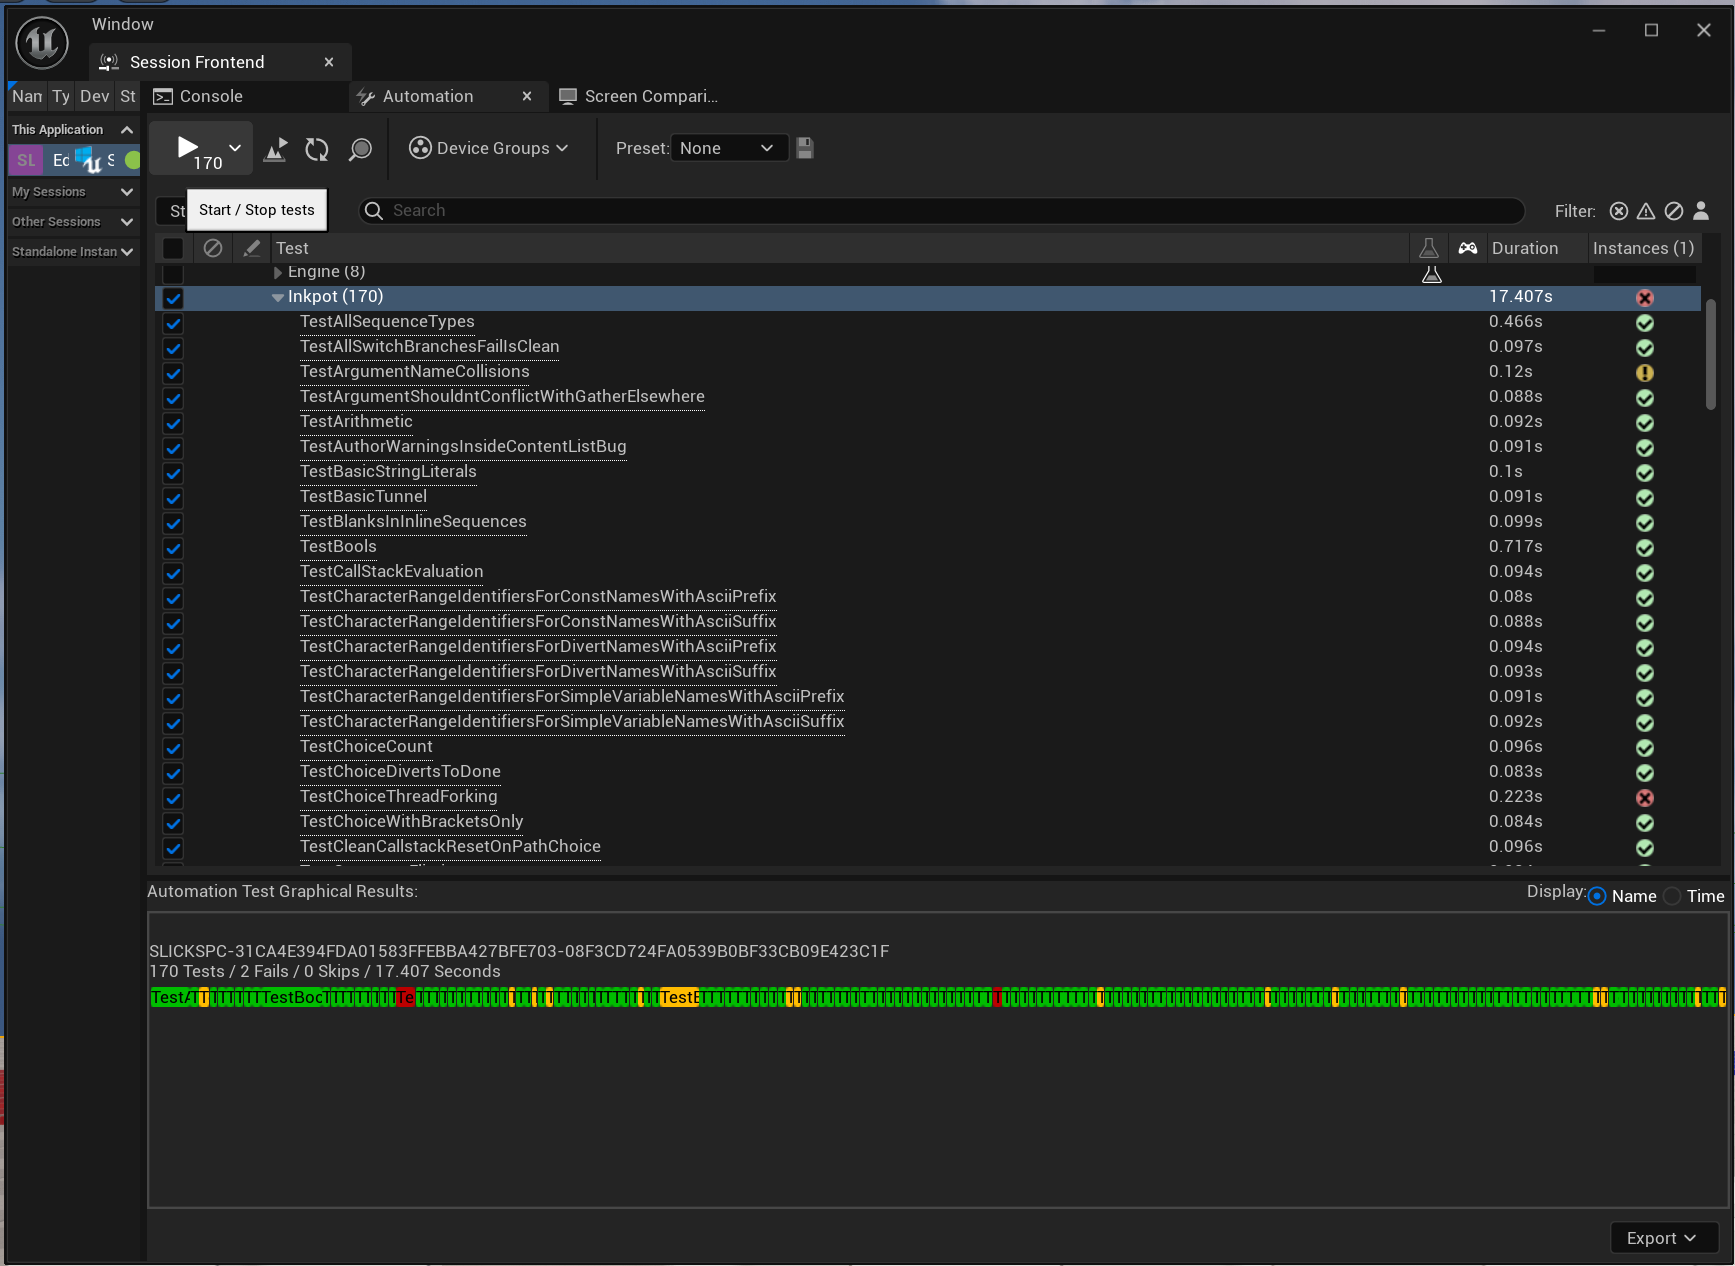 Window
Session Frontend
Nan Ty Dev St
Console
Automation
Screen Compari...
This Application
SL Ed S
My Sessions
Other Sessions
Standalone Instan
170
Device Groups
Preset: None
St
Start / Stop tests
Search
Filter:
Test Duration Instances (1)
Engine (8)
Inkpot (170) 17.407s
TestAllSequenceTypes 0.466s
TestAllSwitchBranchesFailIsClean 0.097s
TestArgumentNameCollisions 0.12s
TestArgumentShouldntConflictWithGatherElsewhere 0.088s
TestArithmetic 0.092s
TestAuthorWarningsInsideContentListBug 0.091s
TestBasicStringLiterals 0.1s
TestBasicTunnel 0.091s
TestBlanksInInlineSequences 0.099s
TestBools 0.717s
TestCallStackEvaluation 0.094s
TestCharacterRangeIdentifiersForConstNamesWithAsciiPrefix 0.08s
TestCharacterRangeIdentifiersForConstNamesWithAsciiSuffix 0.088s
TestCharacterRangeIdentifiersForDivertNamesWithAsciiPrefix 0.094s
TestCharacterRangeIdentifiersForDivertNamesWithAsciiSuffix 0.093s
TestCharacterRangeIdentifiersForSimpleVariableNamesWithAsciiPrefix 0.091s
TestCharacterRangeIdentifiersForSimpleVariableNamesWithAsciiSuffix 0.092s
TestChoiceCount 0.096s
TestChoiceDivertsToDone 0.083s
TestChoiceThreadForking 0.223s
TestChoiceWithBracketsOnly 0.084s
TestCleanCallstackResetOnPathChoice 0.096s
Automation Test Graphical Results:
Display: Name Time
SLICKSPC-31CA4E394FDA01583FFEBBA427BFE703-08F3CD724FA0539B0BF33CB09E423C1F
170 Tests / 2 Fails / 0 Skips / 17.407 Seconds
Export